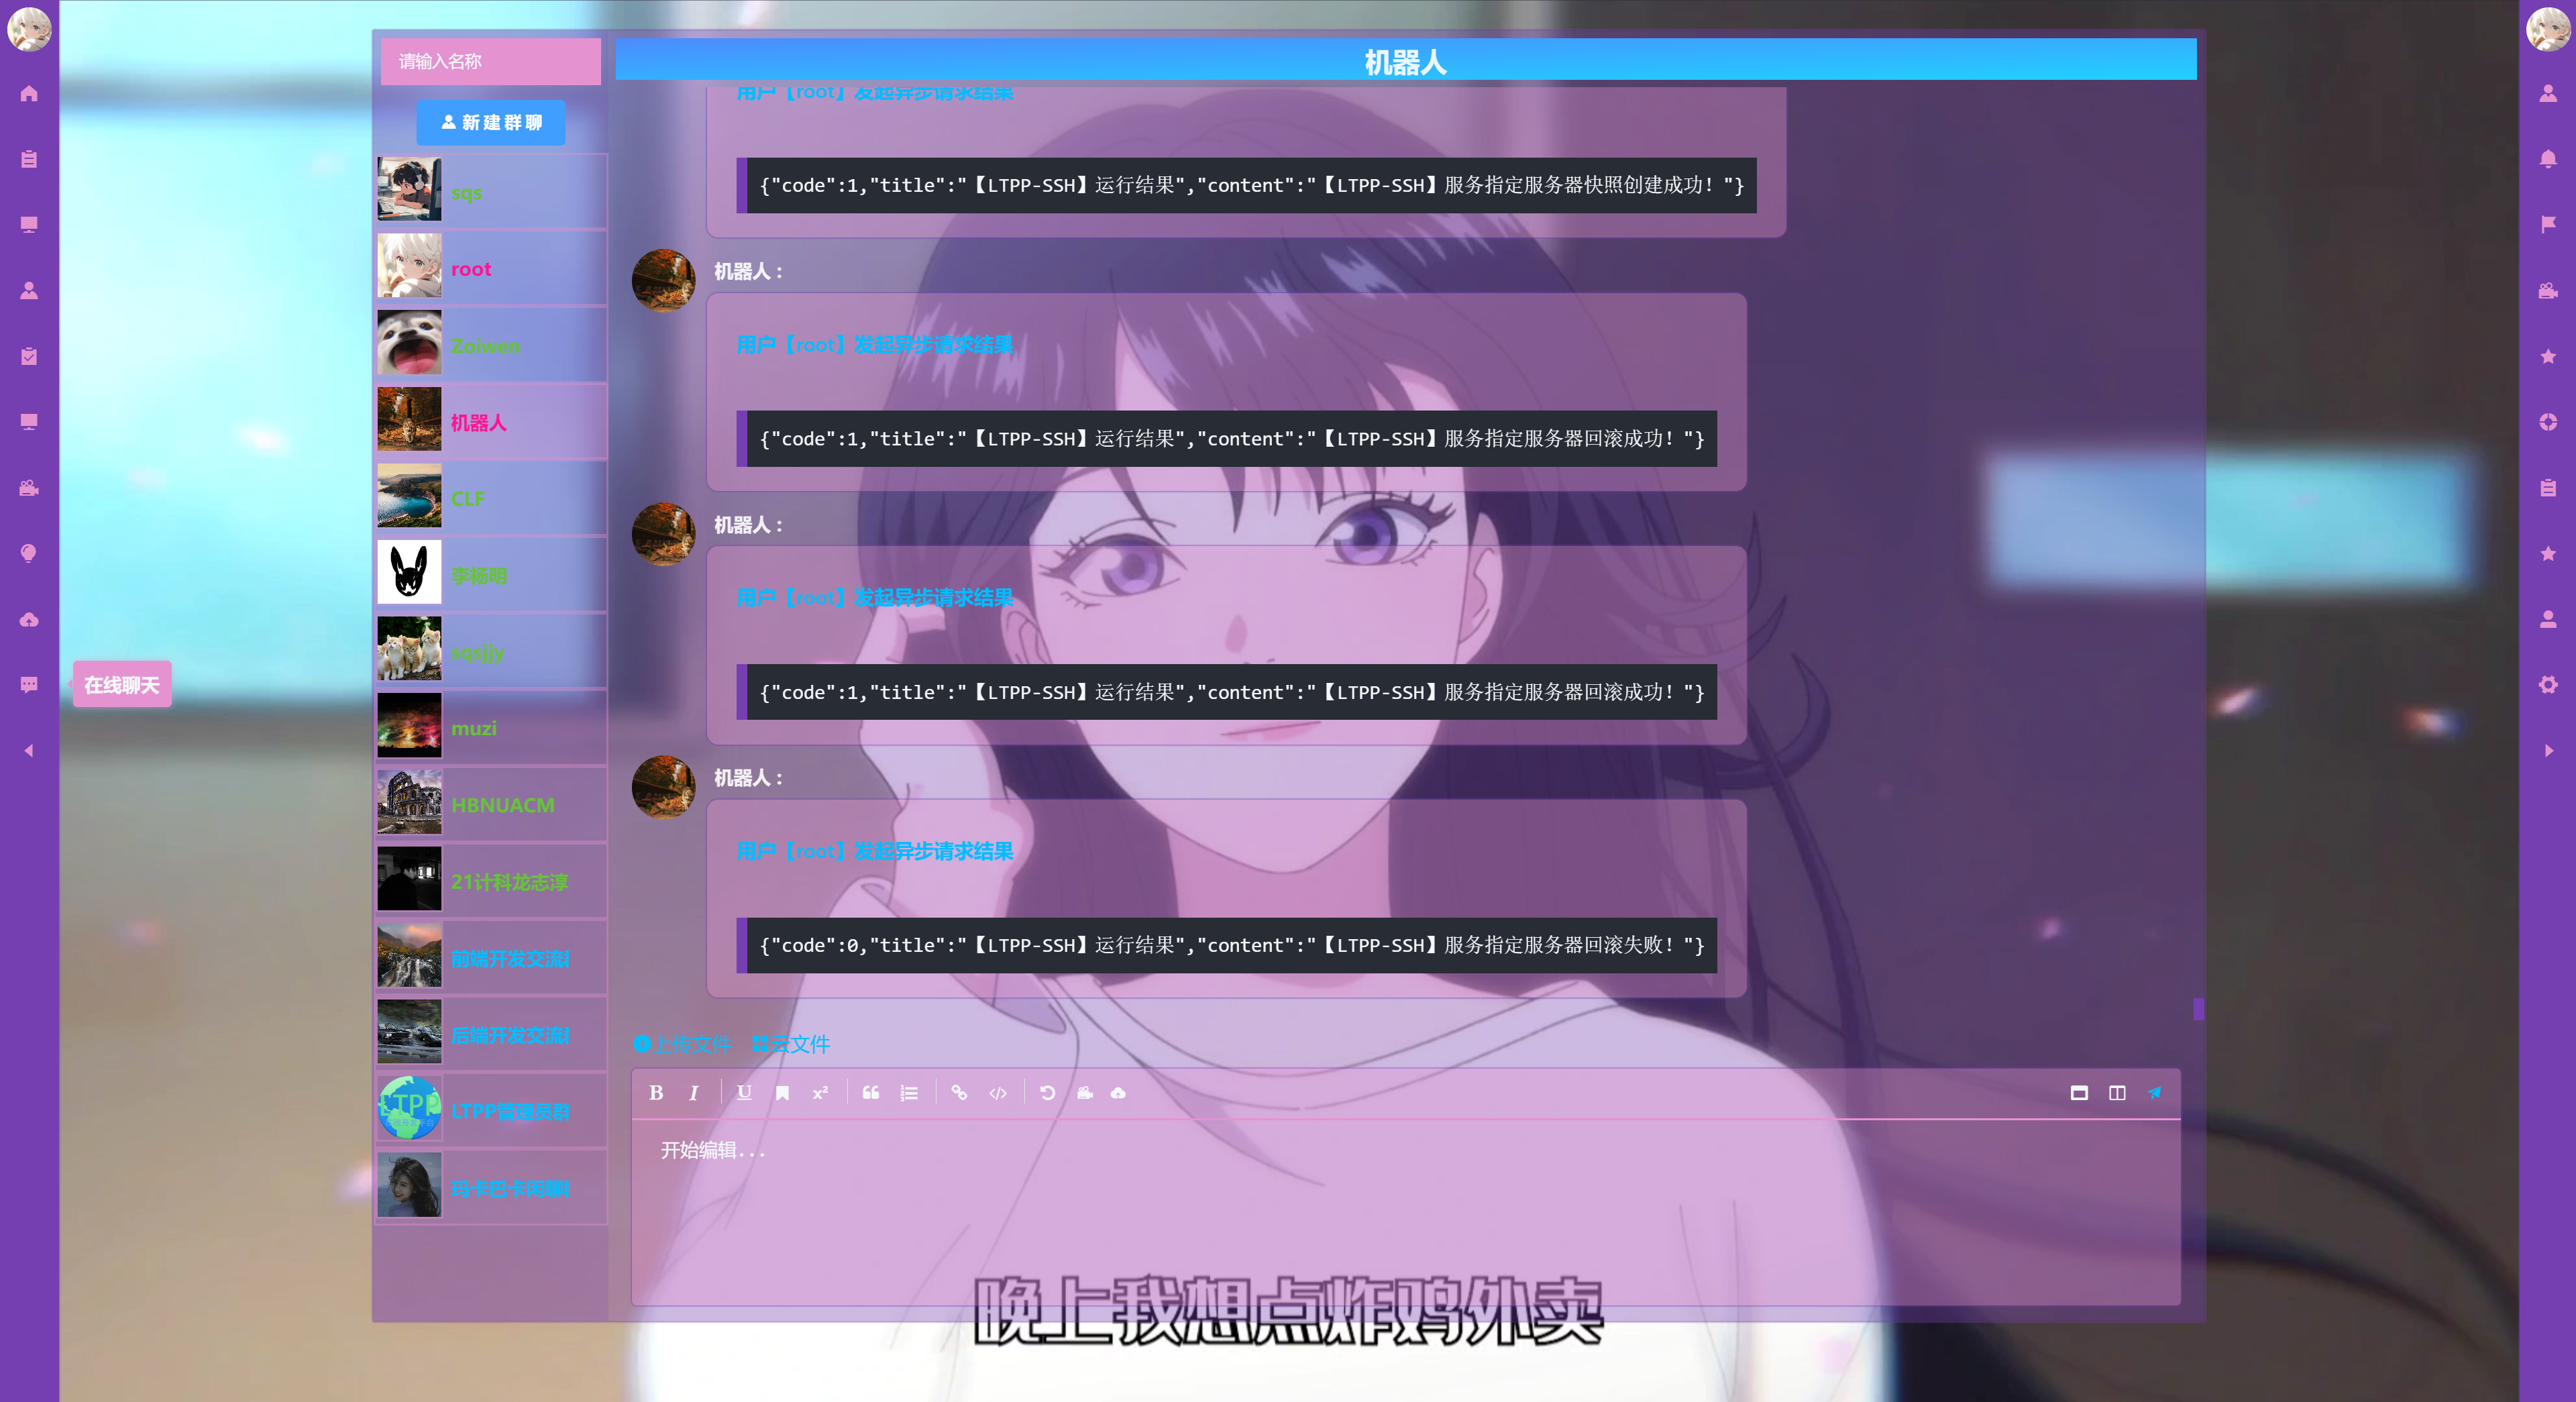 请输入名称
新建群聊
sqs
root
Zoiwen
机器人
CLF
李杨明
sqsjjy
muzi
HBNUACM
21计科龙志淳
前端开发交流
后端开发交流
LTPP管理员群
玛卡巴卡闲聊
在线聊天
机器人
用户【root】发起异步请求结果
{"code":1,"title":"【LTPP-SSH】运行结果","content":"【LTPP-SSH】服务指定服务器快照创建成功！"}
机器人：
用户【root】发起异步请求结果
{"code":1,"title":"【LTPP-SSH】运行结果","content":"【LTPP-SSH】服务指定服务器回滚成功！"}
机器人：
用户【root】发起异步请求结果
{"code":1,"title":"【LTPP-SSH】运行结果","content":"【LTPP-SSH】服务指定服务器回滚成功！"}
机器人：
用户【root】发起异步请求结果
{"code":0,"title":"【LTPP-SSH】运行结果","content":"【LTPP-SSH】服务指定服务器回滚失败！"}
上传文件 云文件
B I U x²
开始编辑...
晚上我想点炸鸡外卖